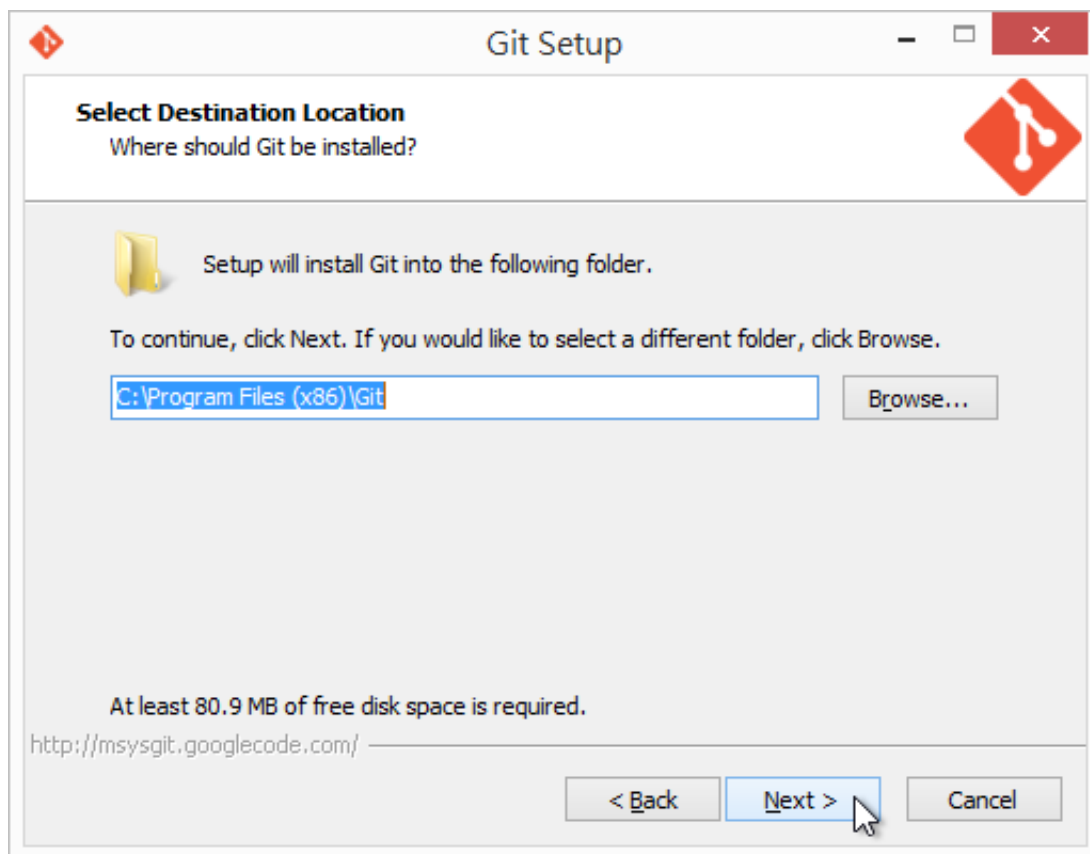 Git Setup
Select Destination Location
Where should Git be installed?
Setup will install Git into the following folder.
To continue, click Next. If you would like to select a different folder, click Browse.
C:\Program Files (x86)\Git
Browse...
At least 80.9 MB of free disk space is required.
http://msysgit.googlecode.com/
< Back
Next >
Cancel